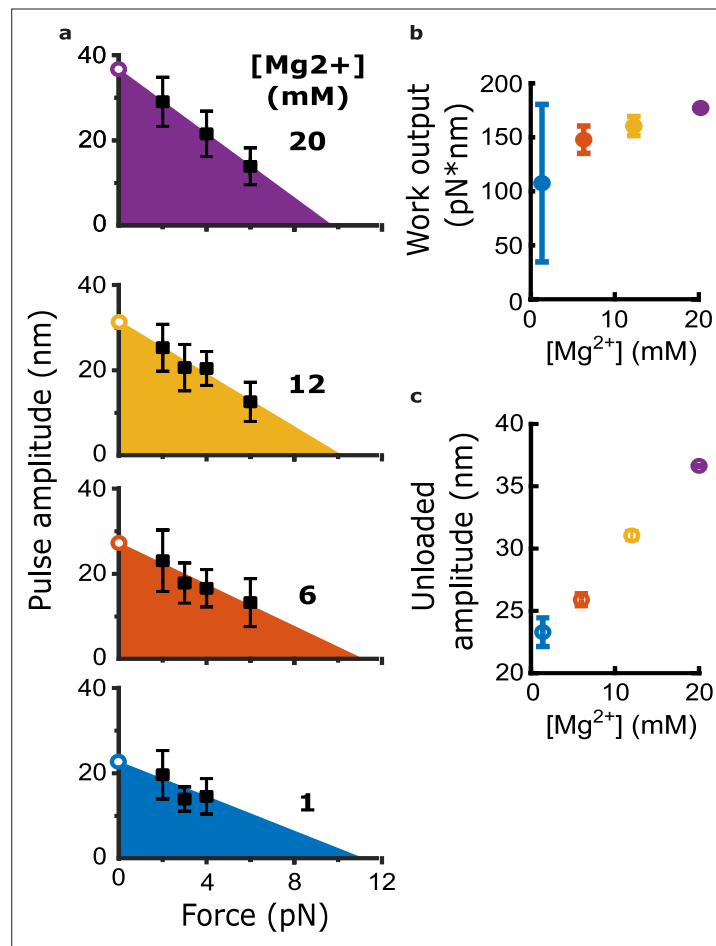 a
Pulse amplitude (nm)
40
20
0
[Mg2+]
(mM)
20
40
20
0
12
40
20
0
6
40
20
0
1
0
4
8
12
Force (pN)
b
Work output
(pN*nm)
200
150
100
50
0
0
10
20
[Mg²⁺] (mM)
c
Unloaded
amplitude (nm)
40
35
30
25
20
0
10
20
[Mg²⁺] (mM)